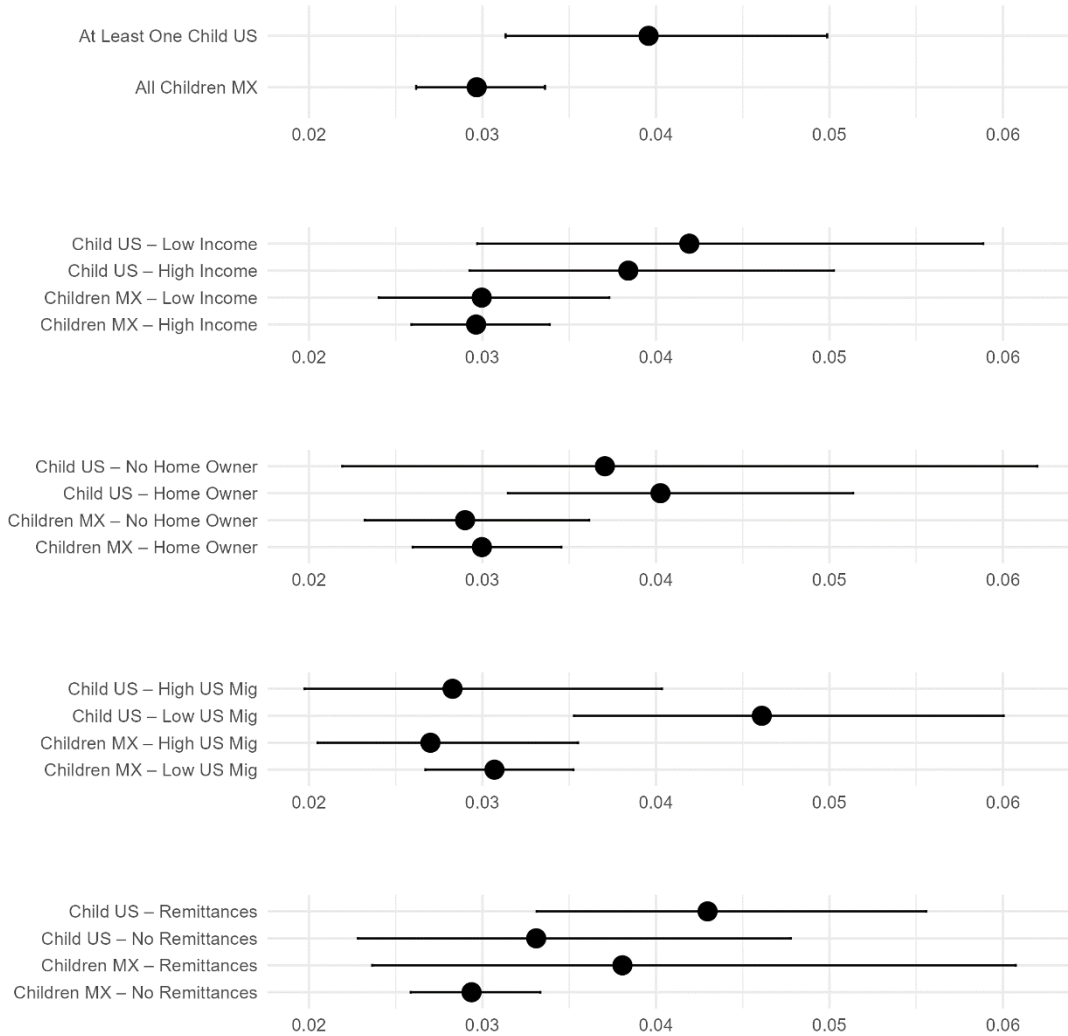 At Least One Child US
All Children MX
0.02 0.03 0.04 0.05 0.06
Child US – Low Income
Child US – High Income
Children MX – Low Income
Children MX – High Income
0.02 0.03 0.04 0.05 0.06
Child US – No Home Owner
Child US – Home Owner
Children MX – No Home Owner
Children MX – Home Owner
0.02 0.03 0.04 0.05 0.06
Child US – High US Mig
Child US – Low US Mig
Children MX – High US Mig
Children MX – Low US Mig
0.02 0.03 0.04 0.05 0.06
Child US – Remittances
Child US – No Remittances
Children MX – Remittances
Children MX – No Remittances
0.02 0.03 0.04 0.05 0.06